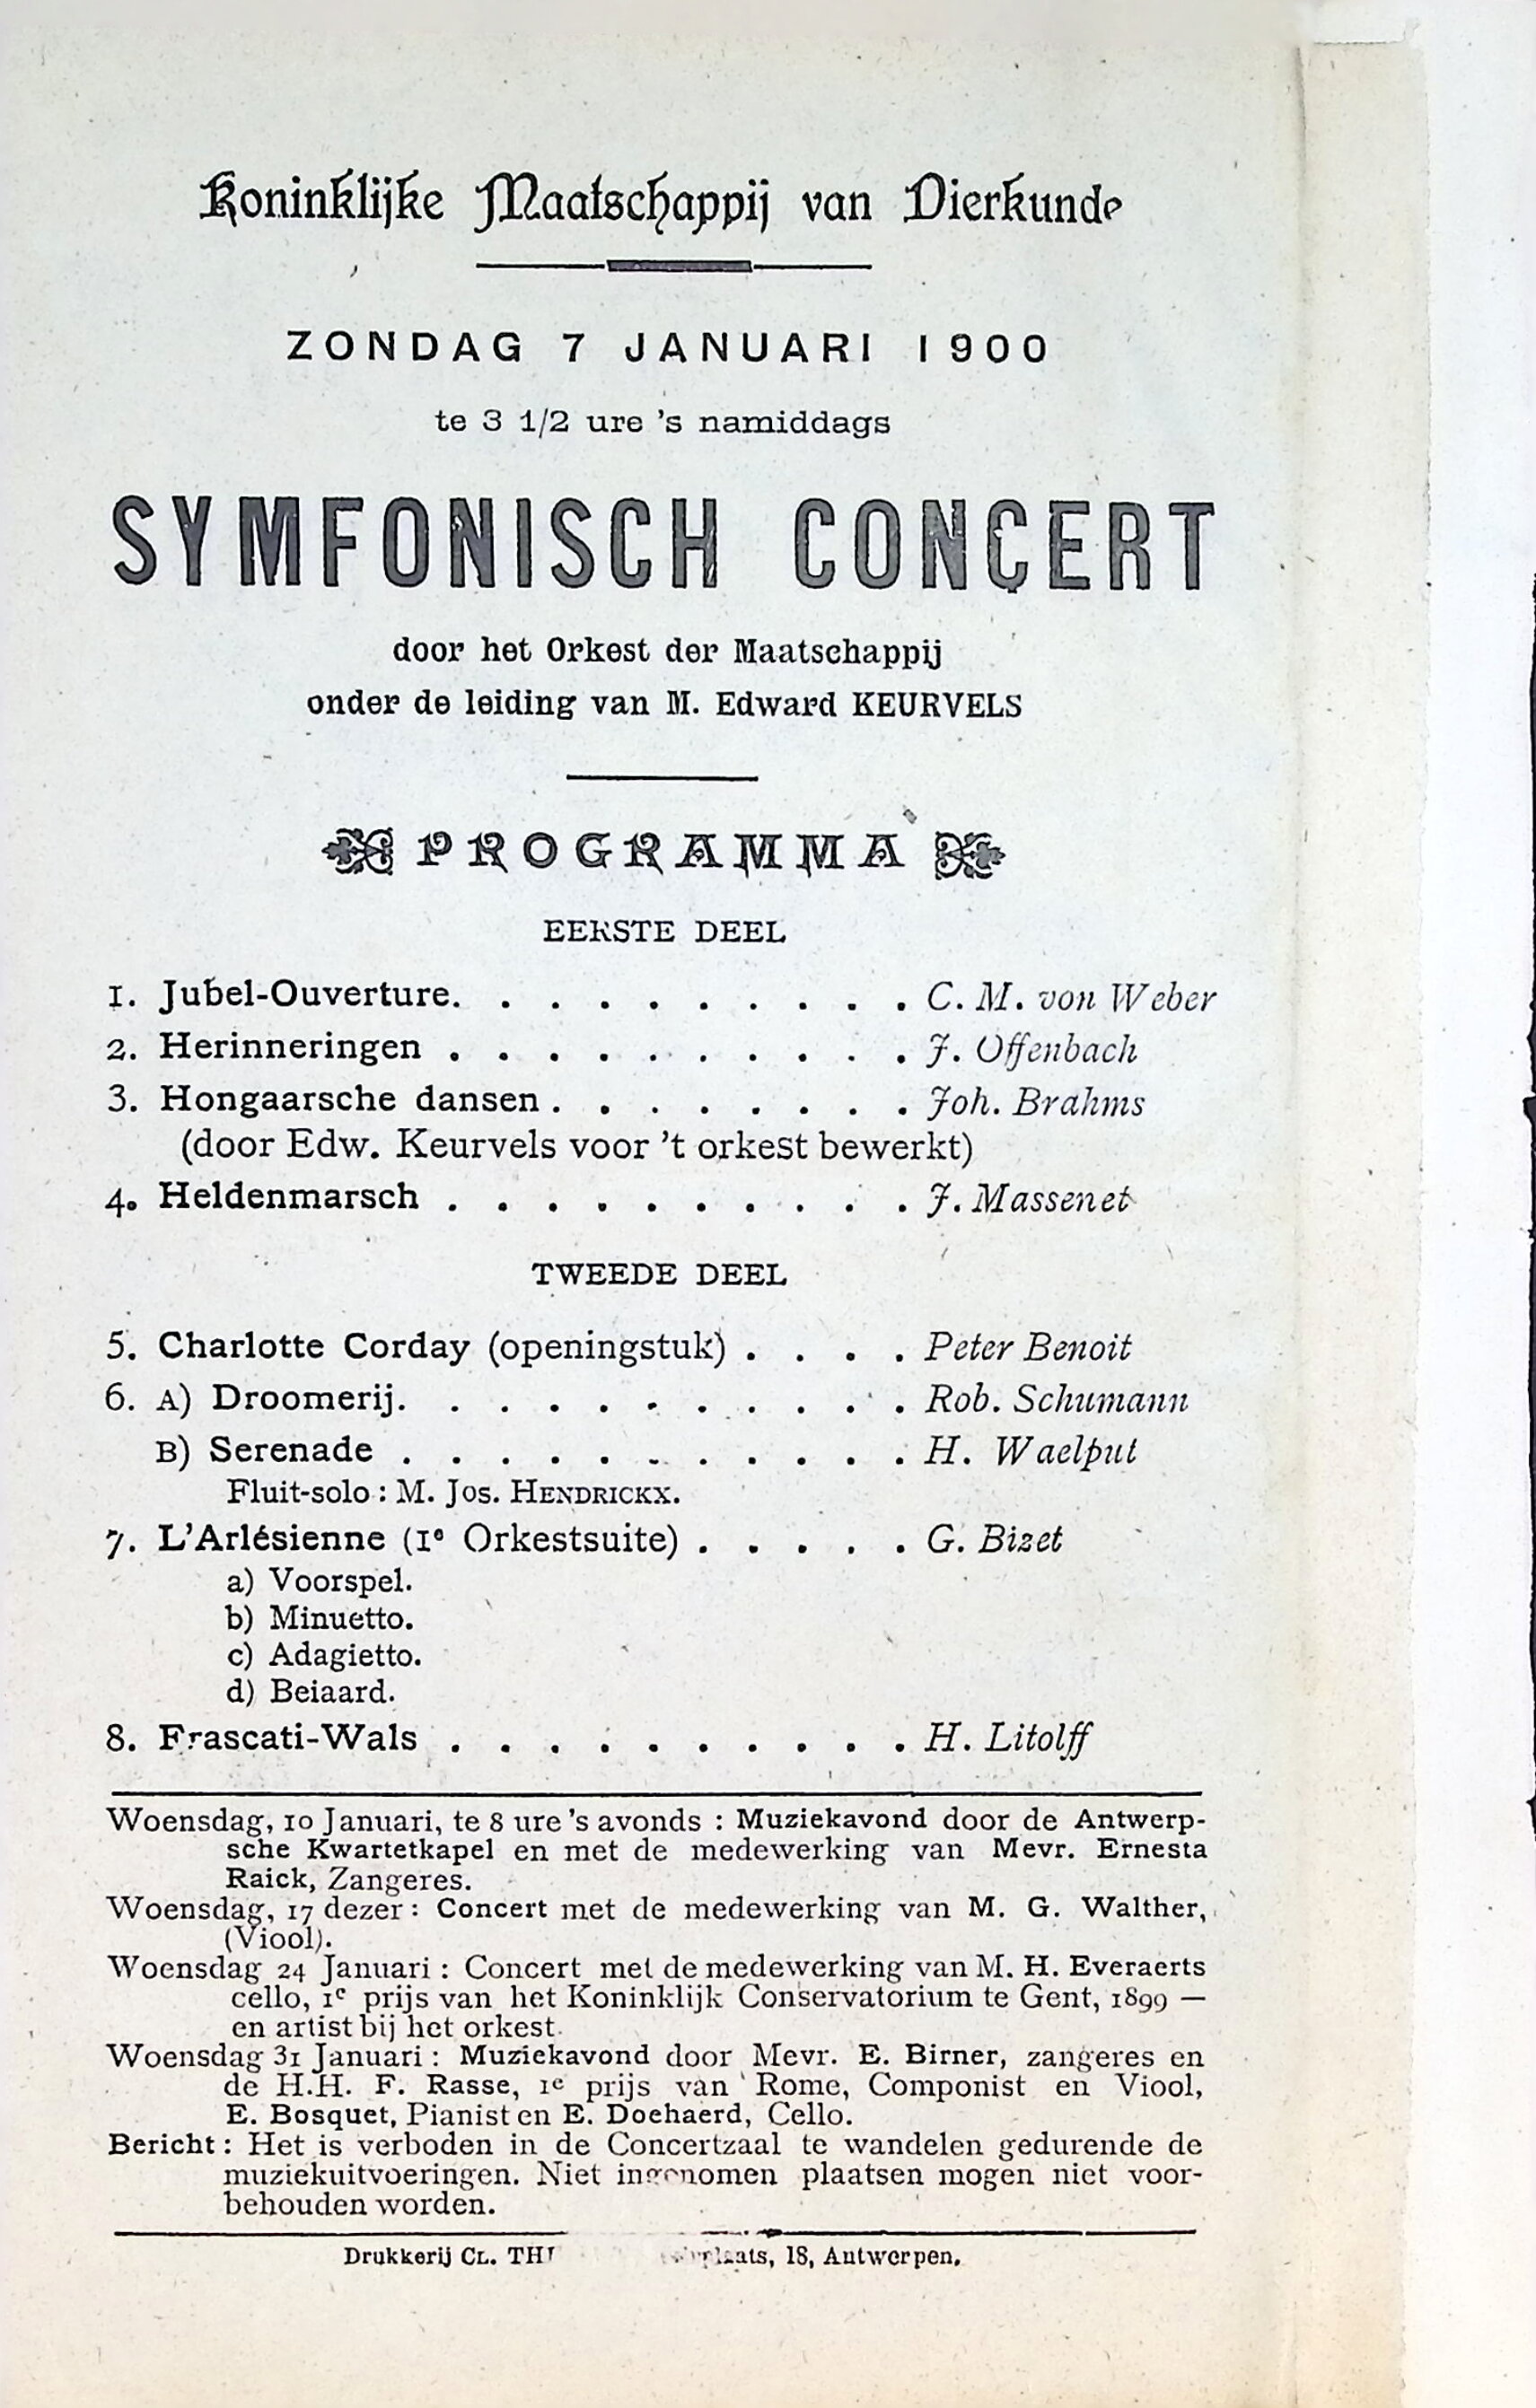 Koninklijke Maatschappij van Dierkunde
ZONDAG 7 JANUARI 1900
te 3 1/2 ure 's namiddags
SYMFONISCH CONCERT
door het Orkest der Maatschappij
onder de leiding van M. Edward KEURVELS
PROGRAMMA
EERSTE DEEL
1. Jubel-Ouverture. . . . . . . . . . C. M. von Weber
2. Herinneringen . . . . . . . . . . J. Offenbach
3. Hongaarsche dansen . . . . . . . . Joh. Brahms
(door Edw. Keurvels voor 't orkest bewerkt)
4. Heldenmarsch . . . . . . . . . . J. Massenet
TWEEDE DEEL
5. Charlotte Corday (openingstuk) . . . . Peter Benoit
6. A) Droomerij. . . . . . . . . . . Rob. Schumann
B) Serenade . . . . . . . . . . . H. Waelput
Fluit-solo : M. Jos. HENDRICKX.
7. L'Arlésienne (1e Orkestsuite) . . . . . G. Bizet
a) Voorspel.
b) Minuetto.
c) Adagietto.
d) Beiaard.
8. Frascati-Wals . . . . . . . . . . H. Litolff
Woensdag, 10 Januari, te 8 ure 's avonds : Muziekavond door de Antwerp-
sche Kwartetkapel en met de medewerking van Mevr. Ernesta
Raick, Zangeres.
Woensdag, 17 dezer : Concert met de medewerking van M. G. Walther,
(Viool).
Woensdag 24 Januari : Concert met de medewerking van M. H. Everaerts
cello, 1e prijs van het Koninklijk Conservatorium te Gent, 1899 —
en artist bij het orkest.
Woensdag 31 Januari : Muziekavond door Mevr. E. Birner, zangeres en
de H.H. F. Rasse, 1e prijs van Rome, Componist en Viool,
E. Bosquet, Pianist en E. Doehaerd, Cello.
Bericht : Het is verboden in de Concertzaal te wandelen gedurende de
muziekuitvoeringen. Niet ingenomen plaatsen mogen niet voor-
behouden worden.
Drukkerij CL. 18, Antwerpen.